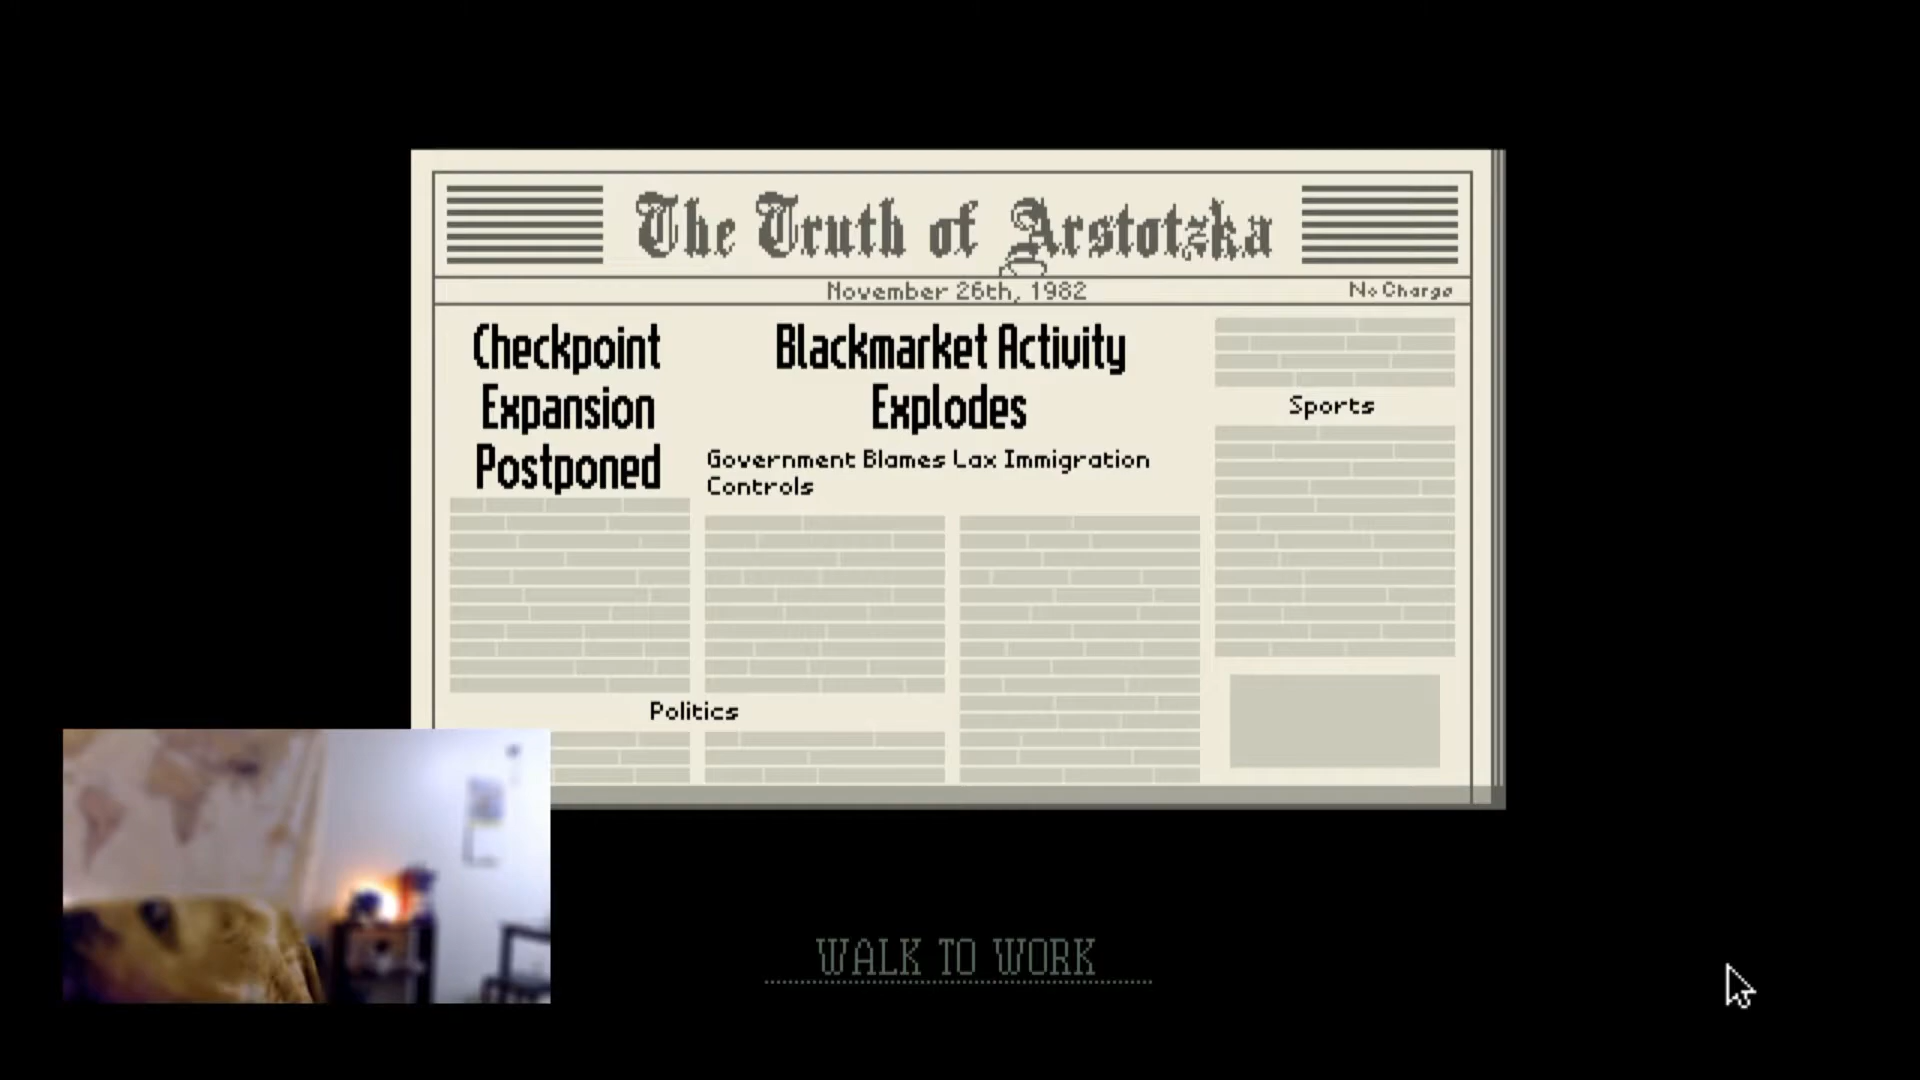 The Truth of Arstotzka
November 26th, 1982
No Charge
Checkpoint
Expansion
Postponed
Blackmarket Activity
Explodes
Government Blames Lax Immigration
Controls
Sports
Politics
WALK TO WORK